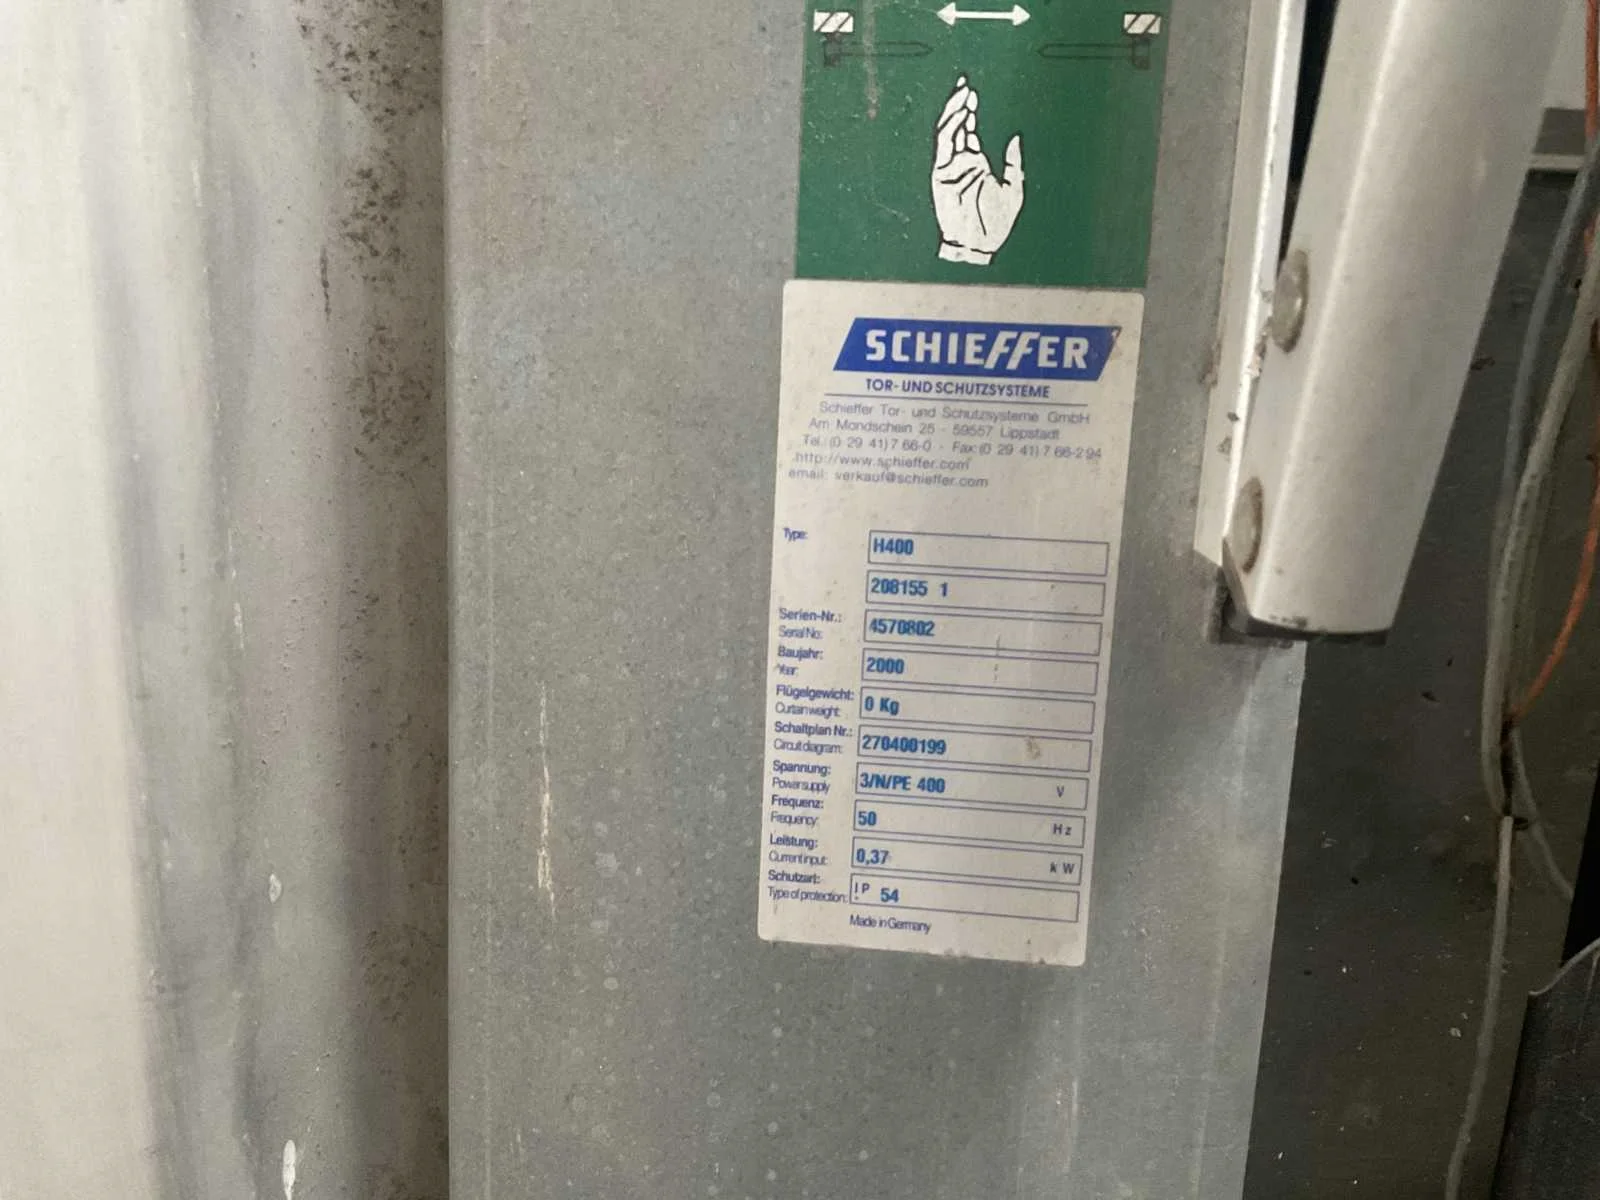 SCHIEFFER
TOR- UND SCHUTZSYSTEME
Schieffer Tor- und Schutzsysteme GmbH
Am Mondschein 25 - 59557 Lippstadt
Tel.:(0 29 41) 7 66-0 - Fax:(0 29 41) 7 66-294
http://www.schieffer.com
email: verkauf@schieffer.com
Type: H400
208155 1
Serien-Nr.:
Serial No: 4570802
Baujahr:
Year: 2000
Flügelgewicht:
Curtain weight: 0 Kg
Schaltplan Nr.:
Circuit diagram: 270400199
Spannung:
Power supply 3/N/PE 400 V
Frequenz:
Frequency: 50 Hz
Leistung:
Current input: 0,37 kW
Schutzart:
Type of protection: IP 54
Made in Germany